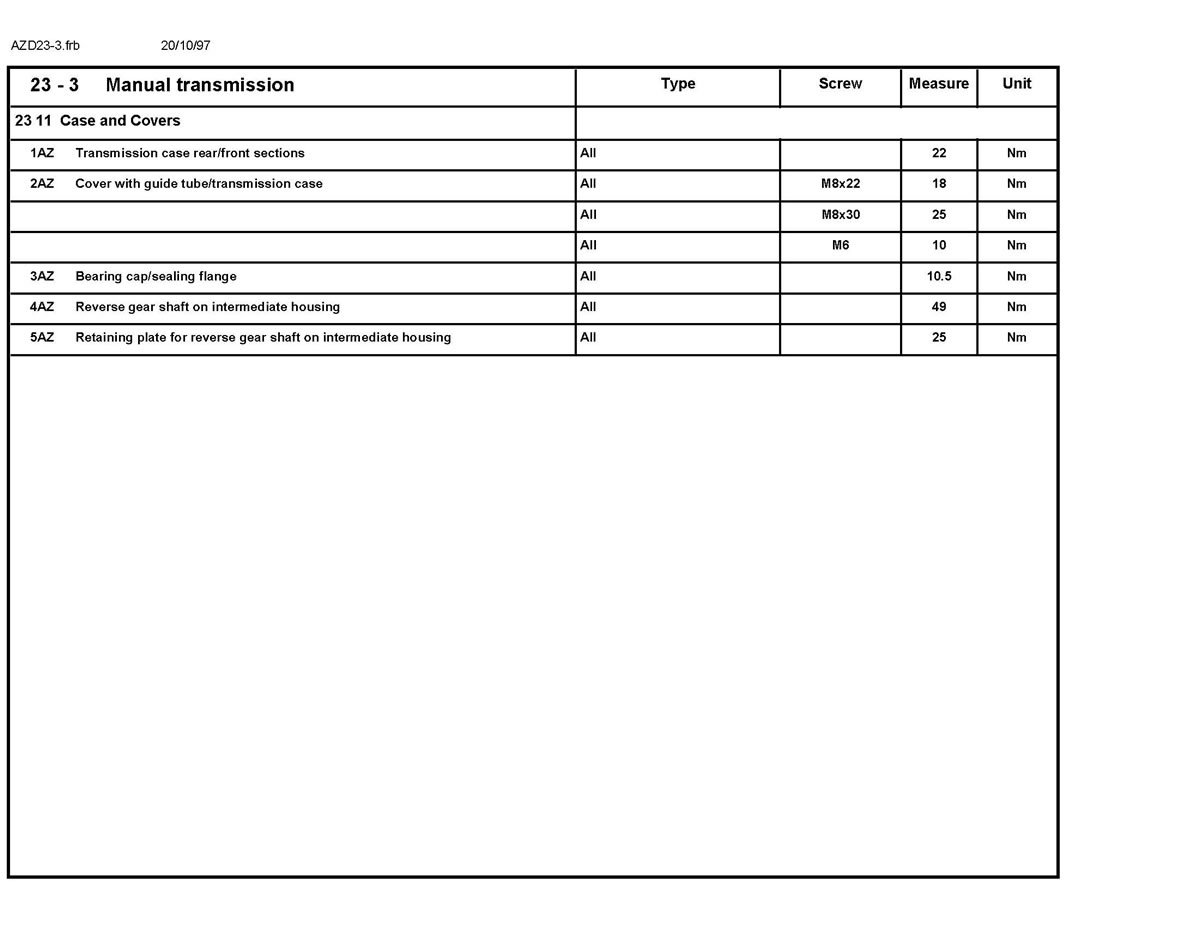 AZD23-3.frb 20/10/97
23 - 3 Manual transmission Type Screw Measure Unit
23 11 Case and Covers
1AZ Transmission case rear/front sections All 22 Nm
2AZ Cover with guide tube/transmission case All M8x22 18 Nm
All M8x30 25 Nm
All M6 10 Nm
3AZ Bearing cap/sealing flange All 10.5 Nm
4AZ Reverse gear shaft on intermediate housing All 49 Nm
5AZ Retaining plate for reverse gear shaft on intermediate housing All 25 Nm